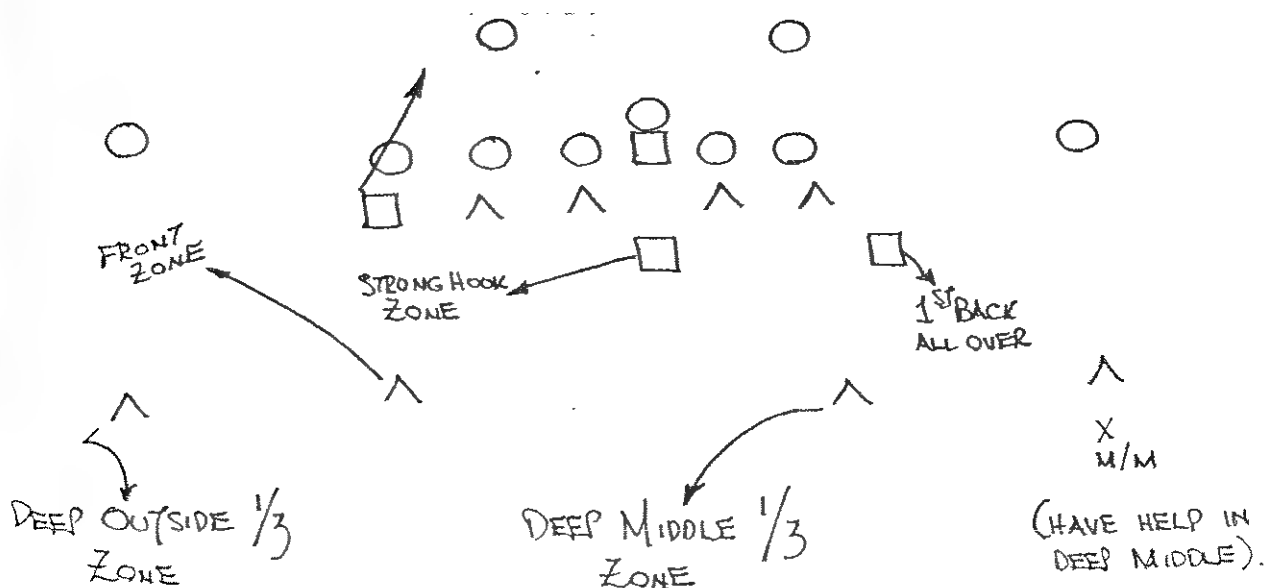 FRONT
ZONE
STRONG HOOK
ZONE
1ST BACK
ALL OVER
X
M/M
DEEP OUTSIDE 1/3
ZONE
DEEP MIDDLE 1/3
ZONE
(HAVE HELP IN
DEEP MIDDLE).